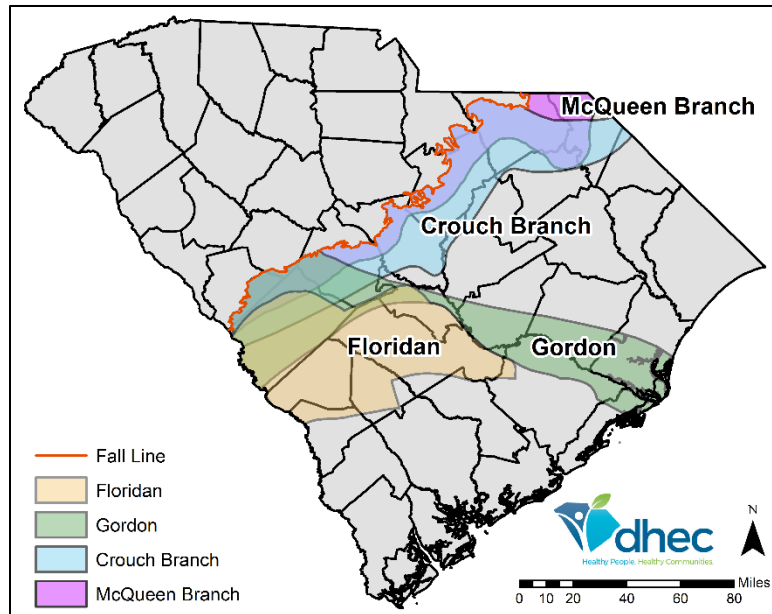 McQueen Branch
Crouch Branch
Floridan
Gordon
Fall Line
Floridan
Gordon
Crouch Branch
McQueen Branch
dhec
Healthy People. Healthy Communities.
N
Miles
0 10 20 40 60 80